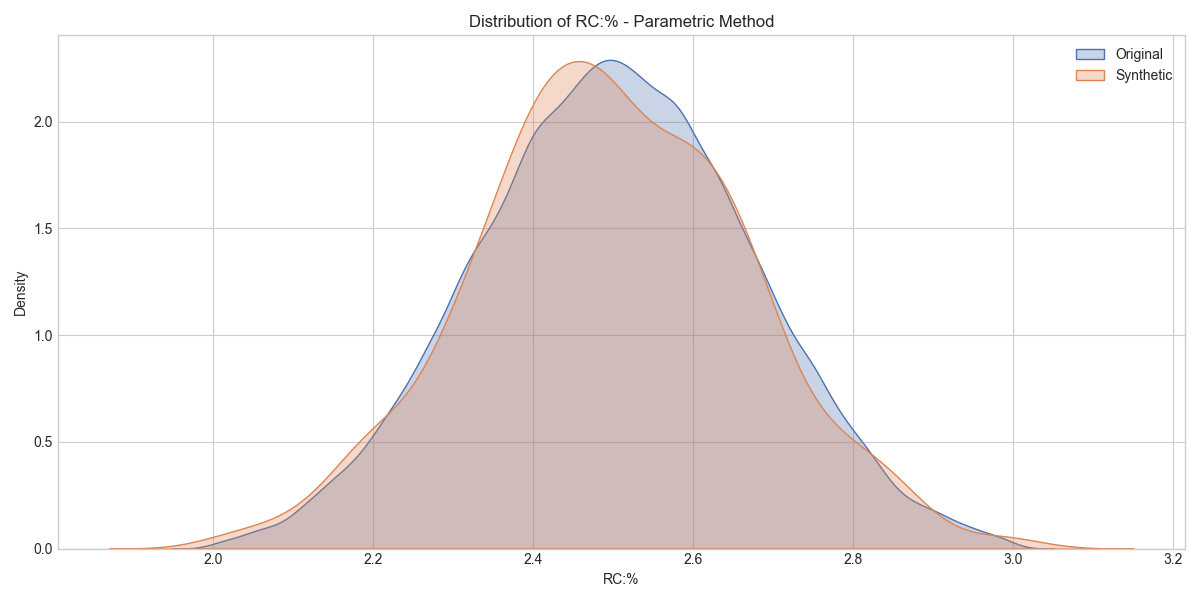 Distribution of RC:% - Parametric Method
Original
Synthetic
Density
2.0
1.5
1.0
0.5
0.0
2.0 2.2 2.4 2.6 2.8 3.0 3.2
RC:%